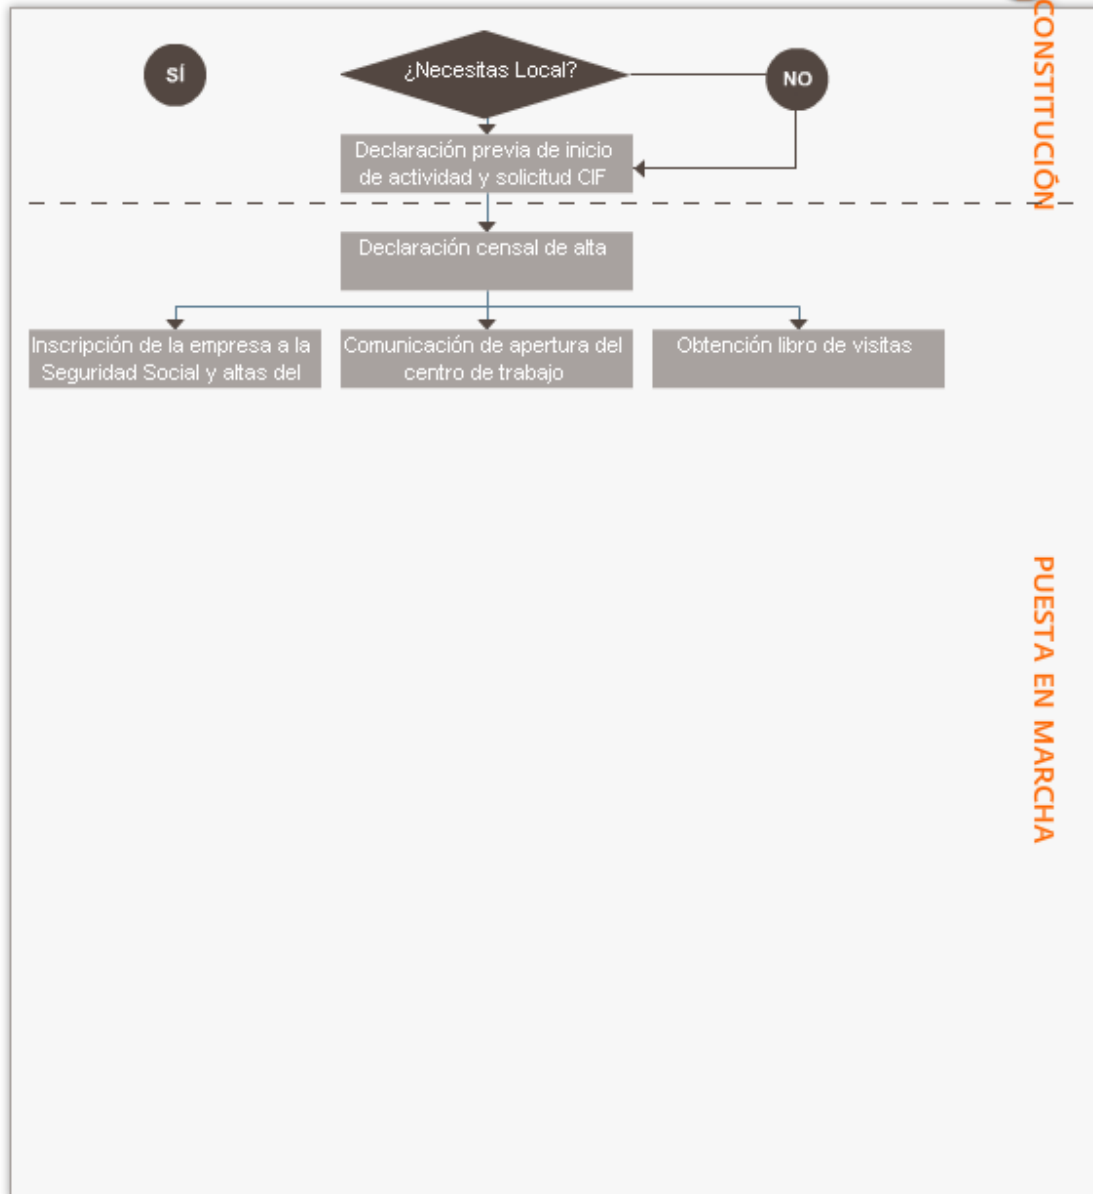 SÍ
¿Necesitas Local?
NO
Declaración previa de inicio
de actividad y solicitud CIF
CONSTITUCIÓN
Declaración censal de alta
Inscripción de la empresa a la
Seguridad Social y altas del
Comunicación de apertura del
centro de trabajo
Obtención libro de visitas
PUESTA EN MARCHA